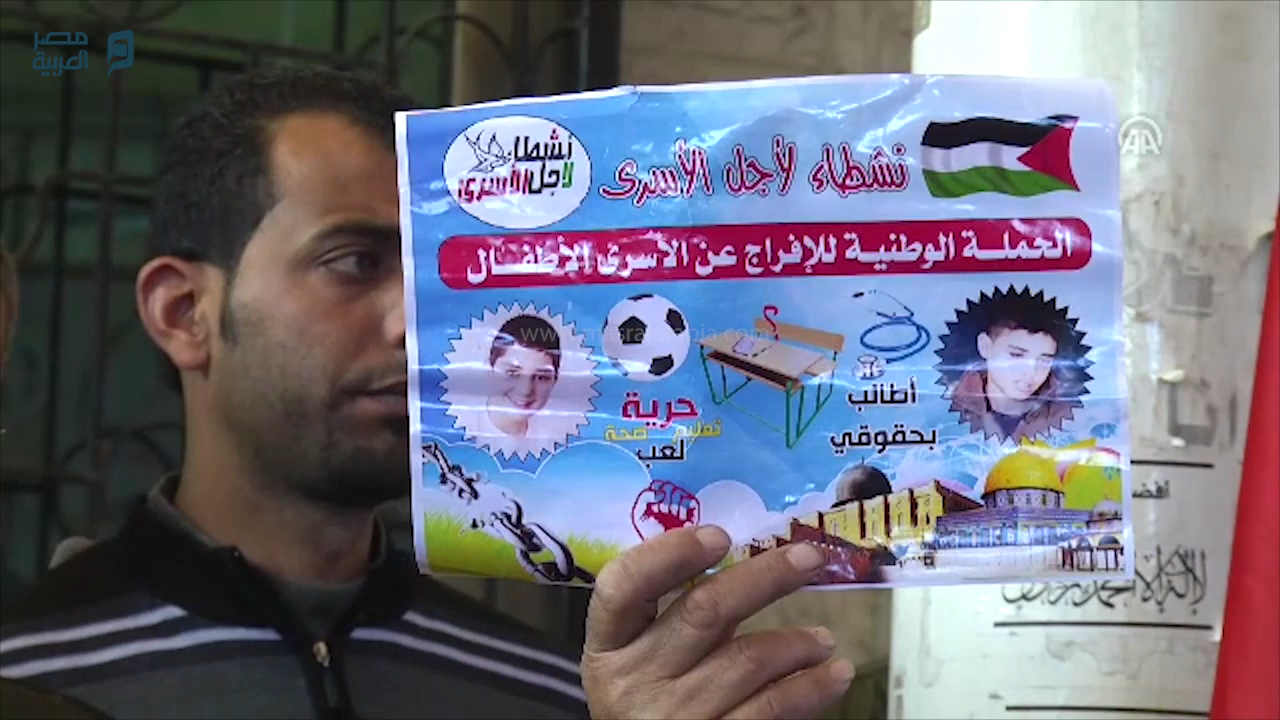 مصر
العربية
AA
نشطاء
لأجل الأسرى
نشطاء لأجل الأسرى
الحملة الوطنية للإفراج عن الأسرى الأطفال
أطالب
بحقوقي
حرية
تعليم صحة
لعب